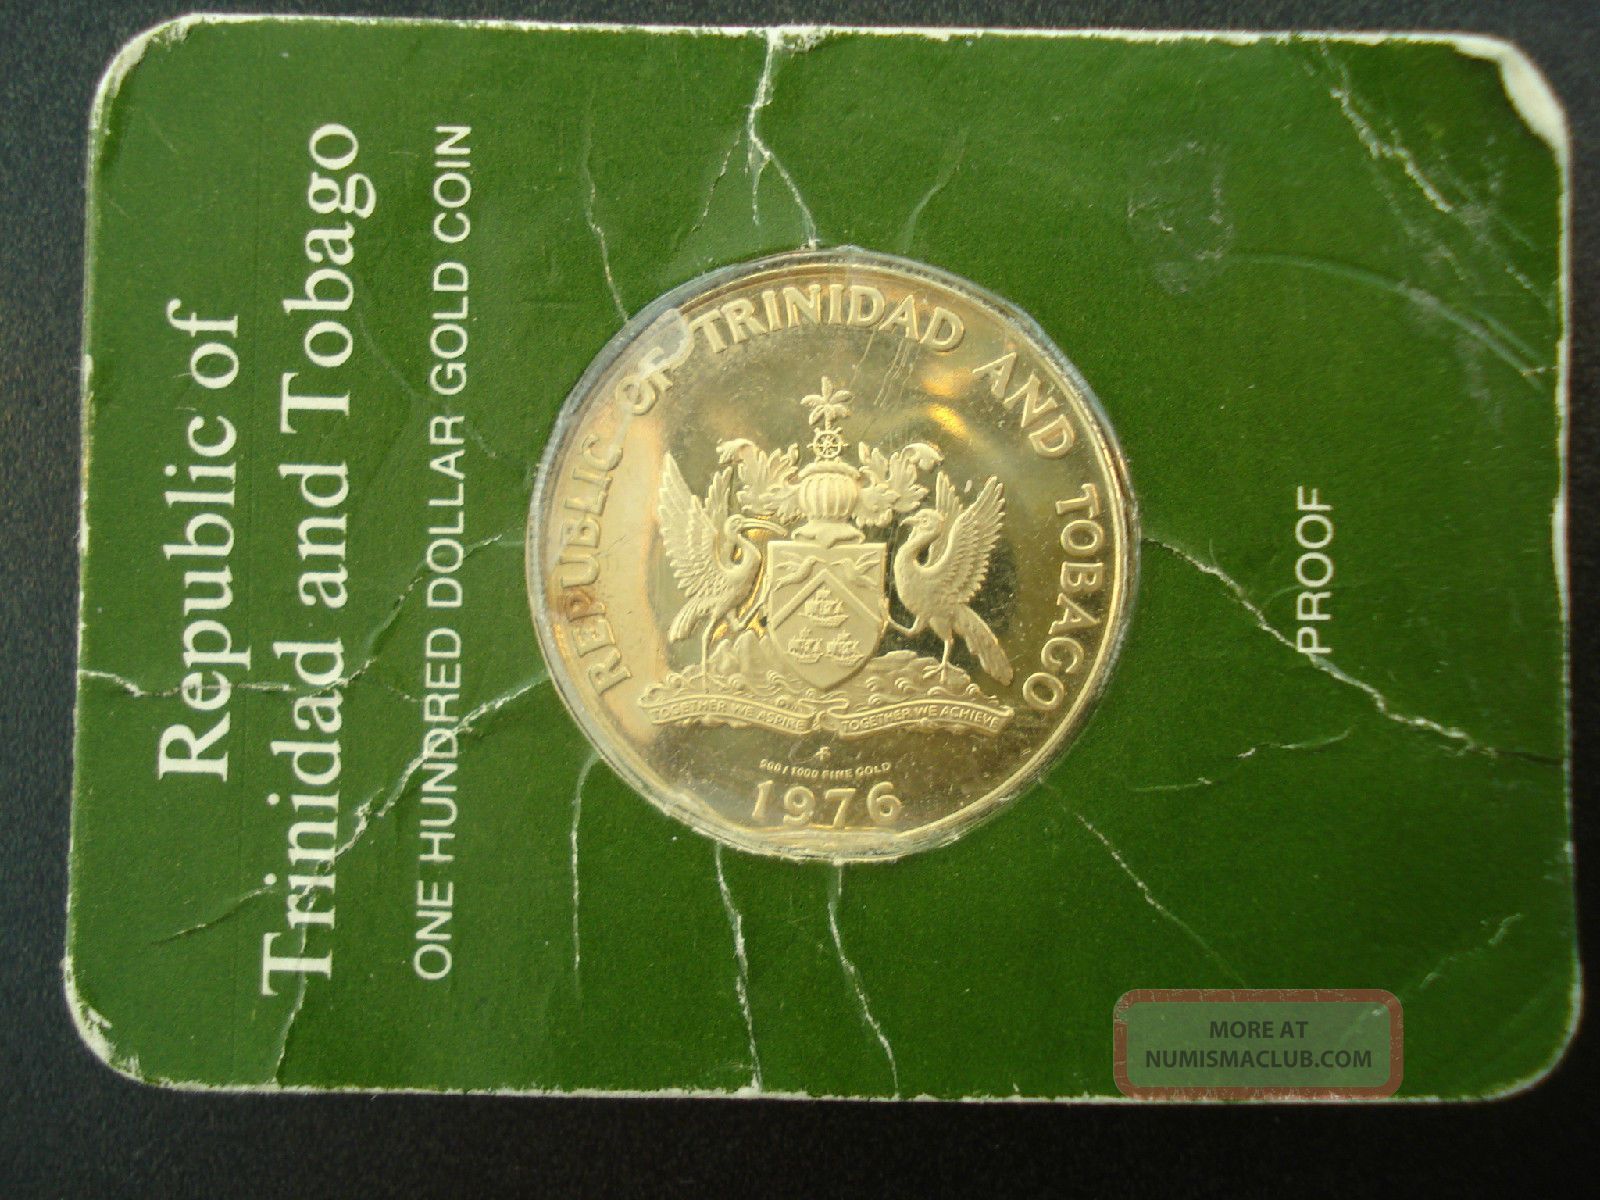 Republic of
Trinidad and Tobago
ONE HUNDRED DOLLAR GOLD COIN
REPUBLIC OF TRINIDAD AND TOBAGO
TOGETHER WE ASPIRE TOGETHER WE ACHIEVE
500/1000 FINE GOLD
1976
PROOF
MORE AT
NUMISMACLUB.COM